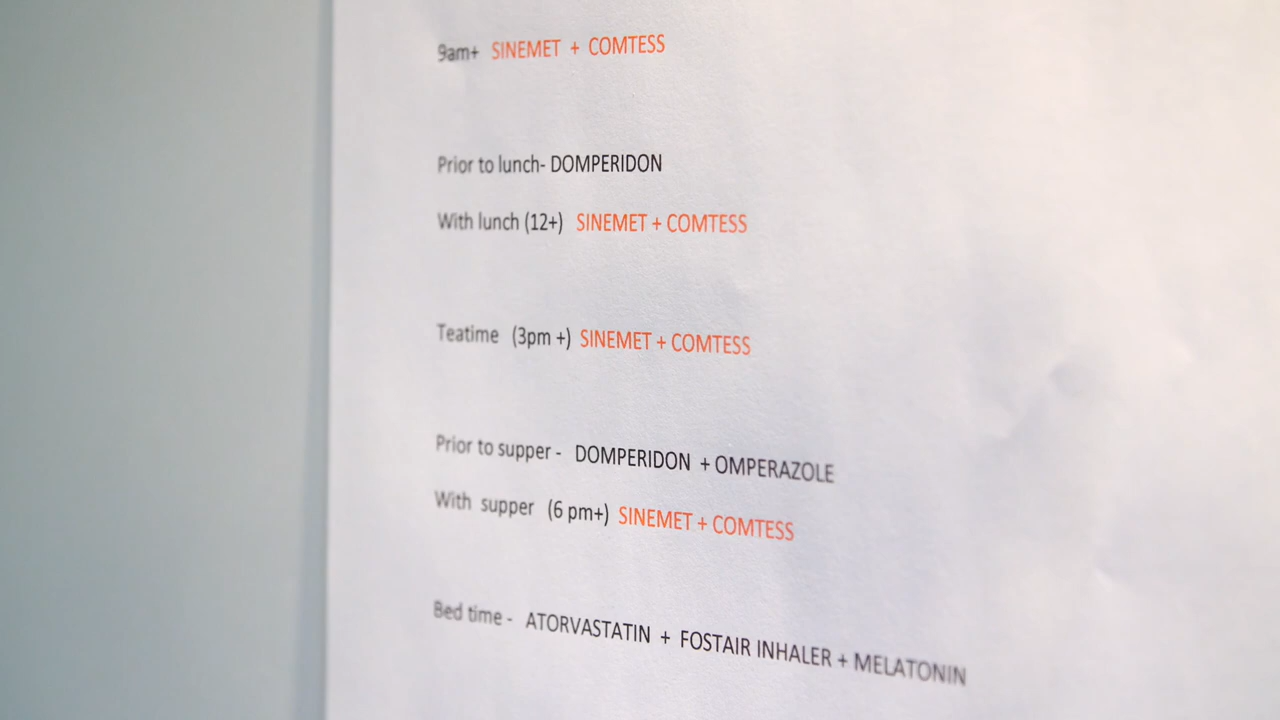 9am+ SINEMET + COMTESS
Prior to lunch- DOMPERIDON
With lunch (12+) SINEMET + COMTESS
Teatime (3pm +) SINEMET + COMTESS
Prior to supper - DOMPERIDON + OMPERAZOLE
With supper (6 pm+) SINEMET + COMTESS
Bed time - ATORVASTATIN + FOSTAIR INHALER + MELATONIN